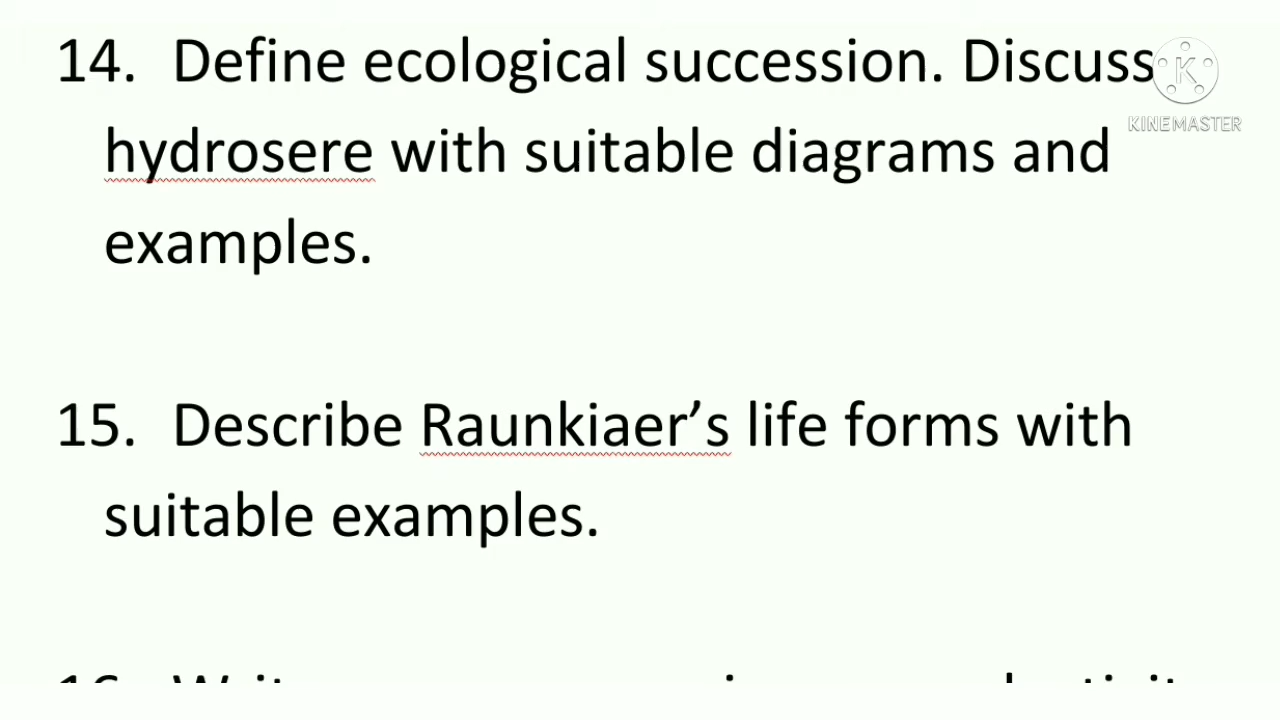 14. Define ecological succession. Discuss
K
KINEMASTER
hydrosere with suitable diagrams and
examples.
15. Describe Raunkiaer’s life forms with
suitable examples.